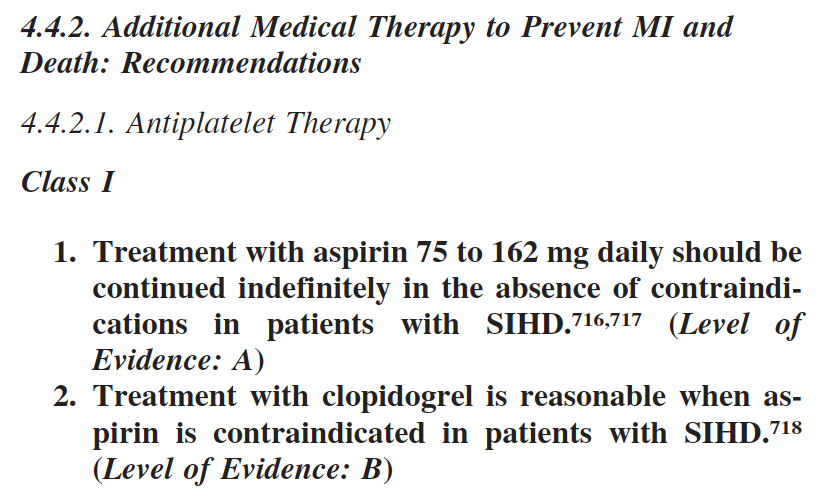 4.4.2. Additional Medical Therapy to Prevent MI and
Death: Recommendations
4.4.2.1. Antiplatelet Therapy
Class I
1. Treatment with aspirin 75 to 162 mg daily should be
continued indefinitely in the absence of contraindi-
cations in patients with SIHD.716,717 (Level of
Evidence: A)
2. Treatment with clopidogrel is reasonable when as-
pirin is contraindicated in patients with SIHD.718
(Level of Evidence: B)